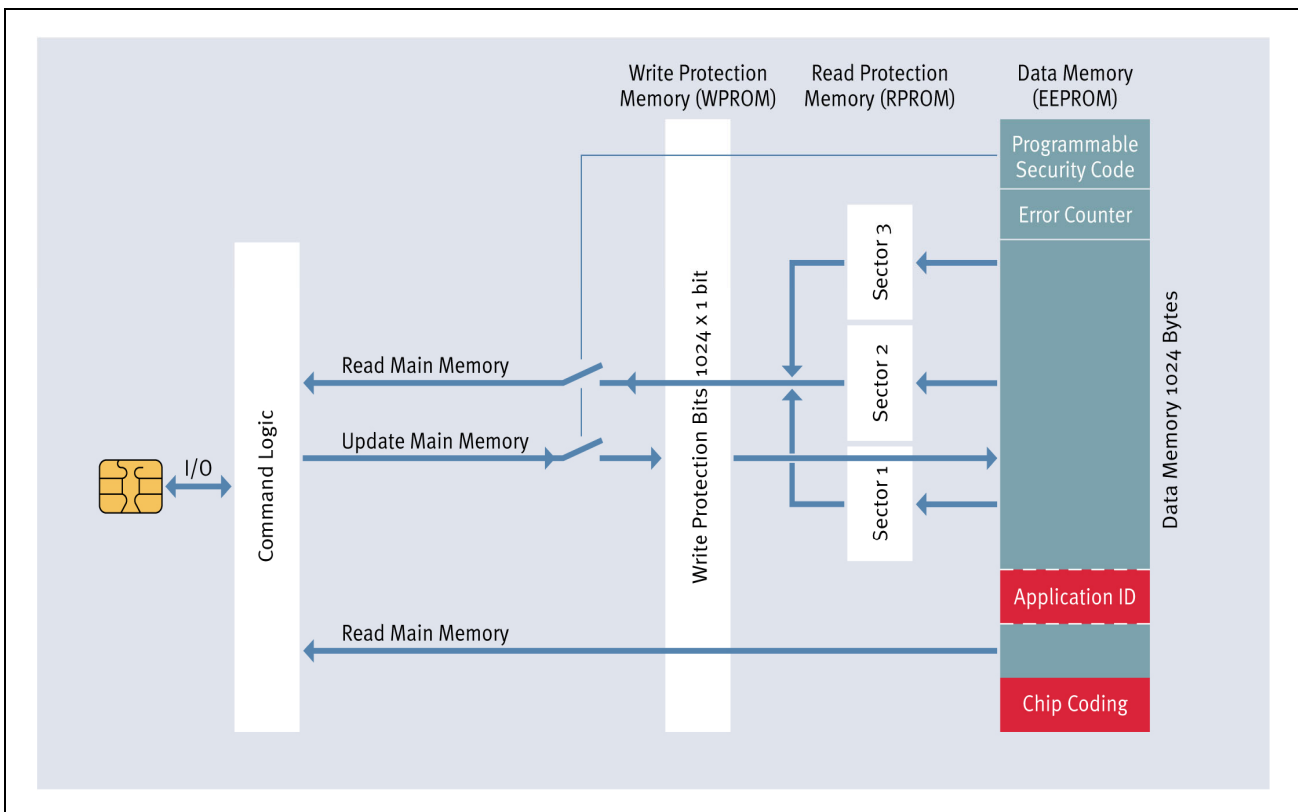 Write Protection
Memory (WPROM)
Read Protection
Memory (RPROM)
Data Memory
(EEPROM)
Programmable
Security Code
Error Counter
Sector 3
Sector 2
Sector 1
Write Protection Bits 1024 x 1 bit
Data Memory 1024 Bytes
Read Main Memory
Update Main Memory
I/O
Command Logic
Application ID
Read Main Memory
Chip Coding